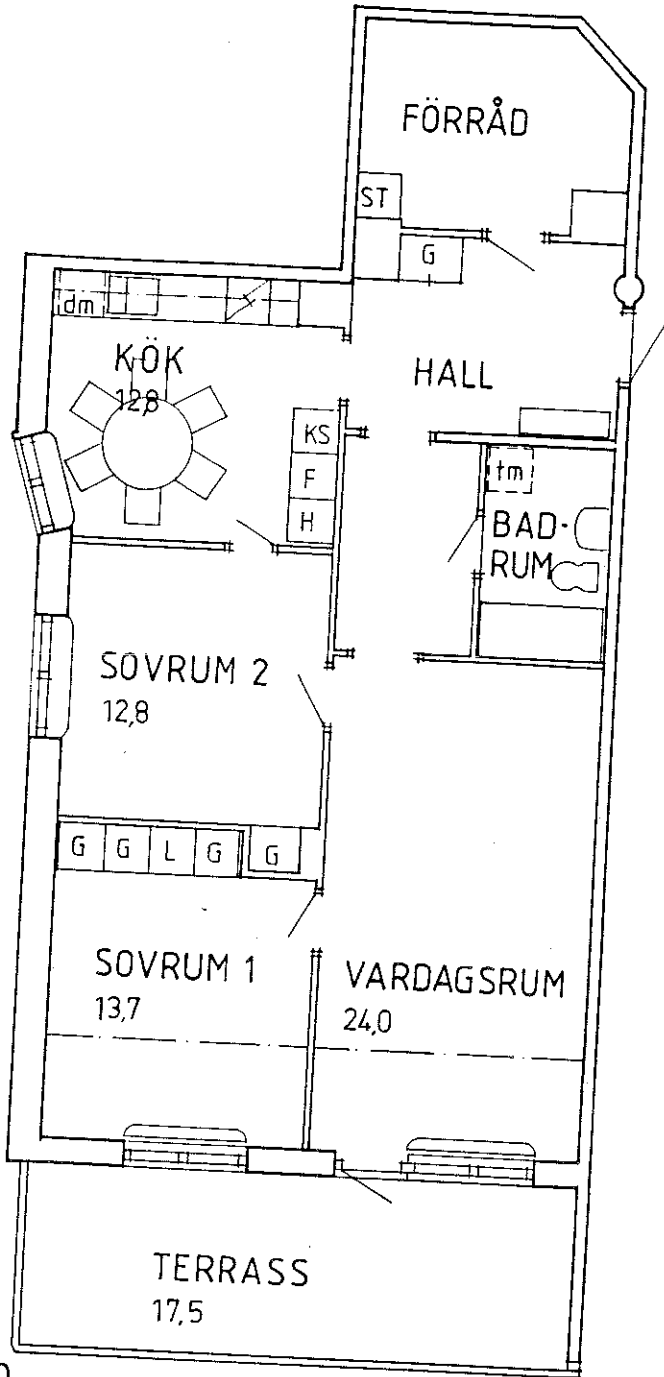 FÖRRÅD
ST
G
dm
KÖK
12,8
HALL
KS
F
H
tm
BAD-
RUM
SOVRUM 2
12,8
G G L G G
SOVRUM 1
13,7
VARDAGSRUM
24,0
TERRASS
17,5